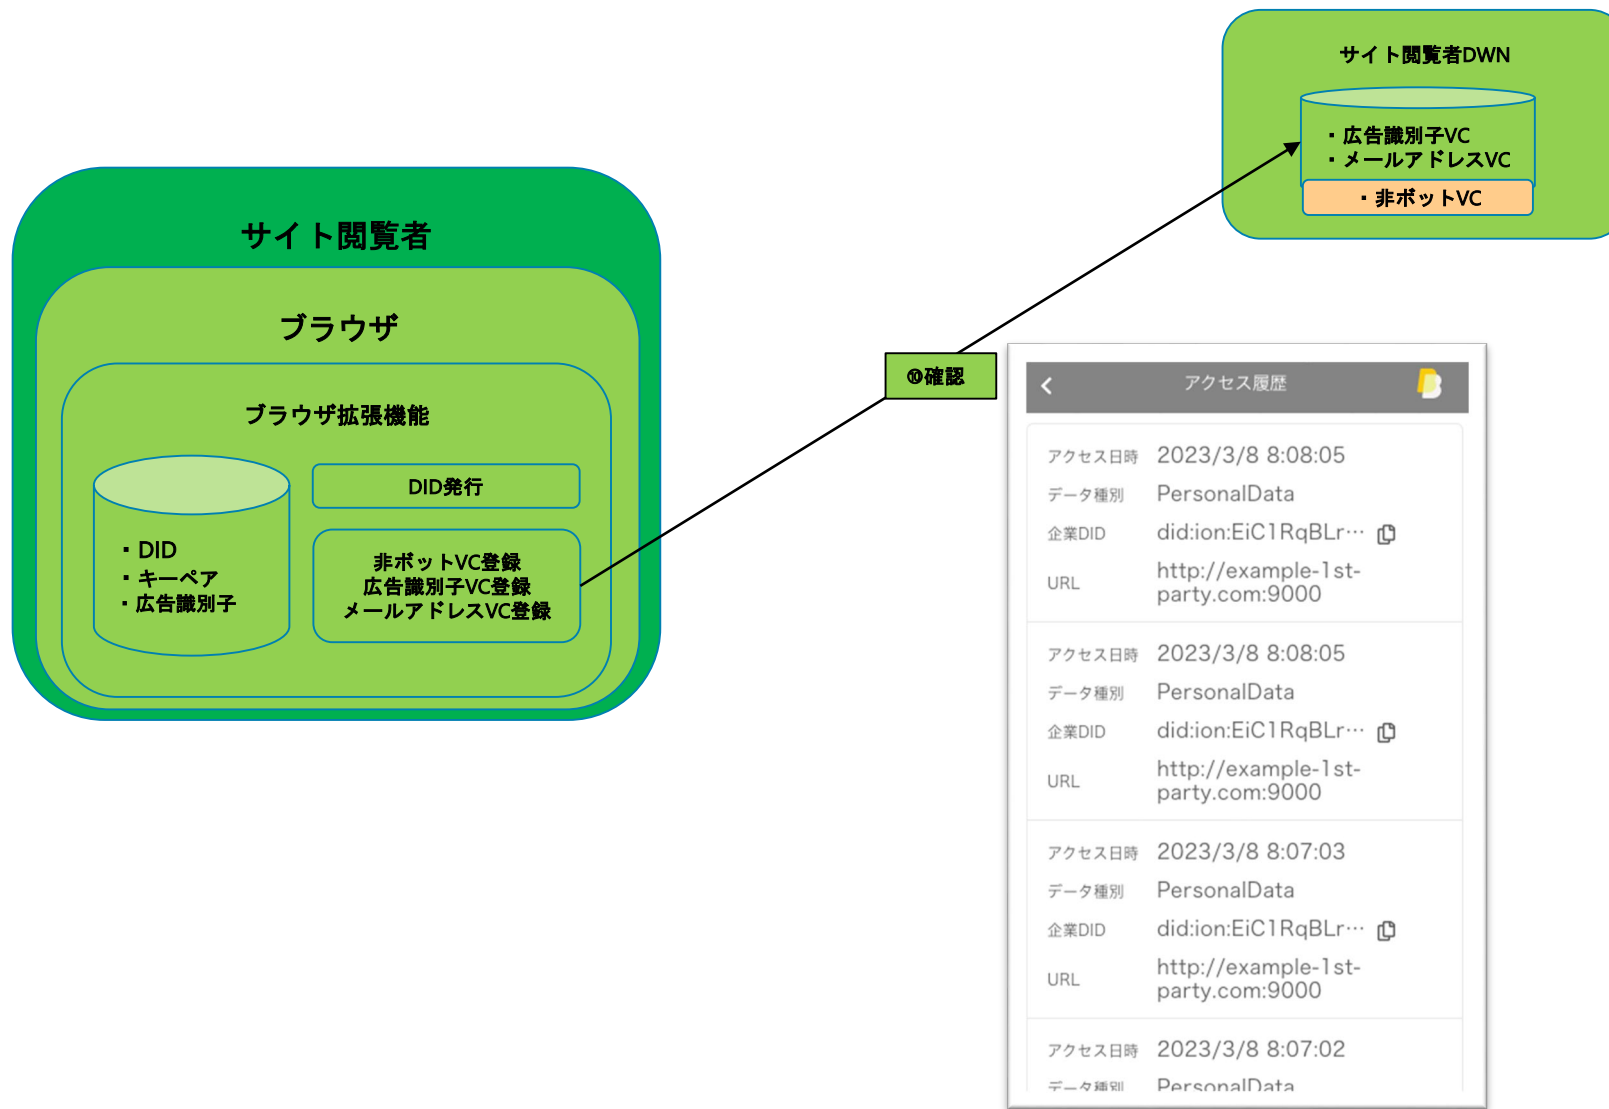 サイト閲覧者DWN
・広告識別子VC
・メールアドレスVC
・非ボットVC
サイト閲覧者
ブラウザ
ブラウザ拡張機能
DID発行
・DID
・キーペア
・広告識別子
非ボットVC登録
広告識別子VC登録
メールアドレスVC登録
❿確認
アクセス履歴
アクセス日時 2023/3/8 8:08:05
データ種別 PersonalData
企業DID did:ion:EiC1RqBLr…
URL http://example-1st-
party.com:9000
アクセス日時 2023/3/8 8:08:05
データ種別 PersonalData
企業DID did:ion:EiC1RqBLr…
URL http://example-1st-
party.com:9000
アクセス日時 2023/3/8 8:07:03
データ種別 PersonalData
企業DID did:ion:EiC1RqBLr…
URL http://example-1st-
party.com:9000
アクセス日時 2023/3/8 8:07:02
データ種別 PersonalData